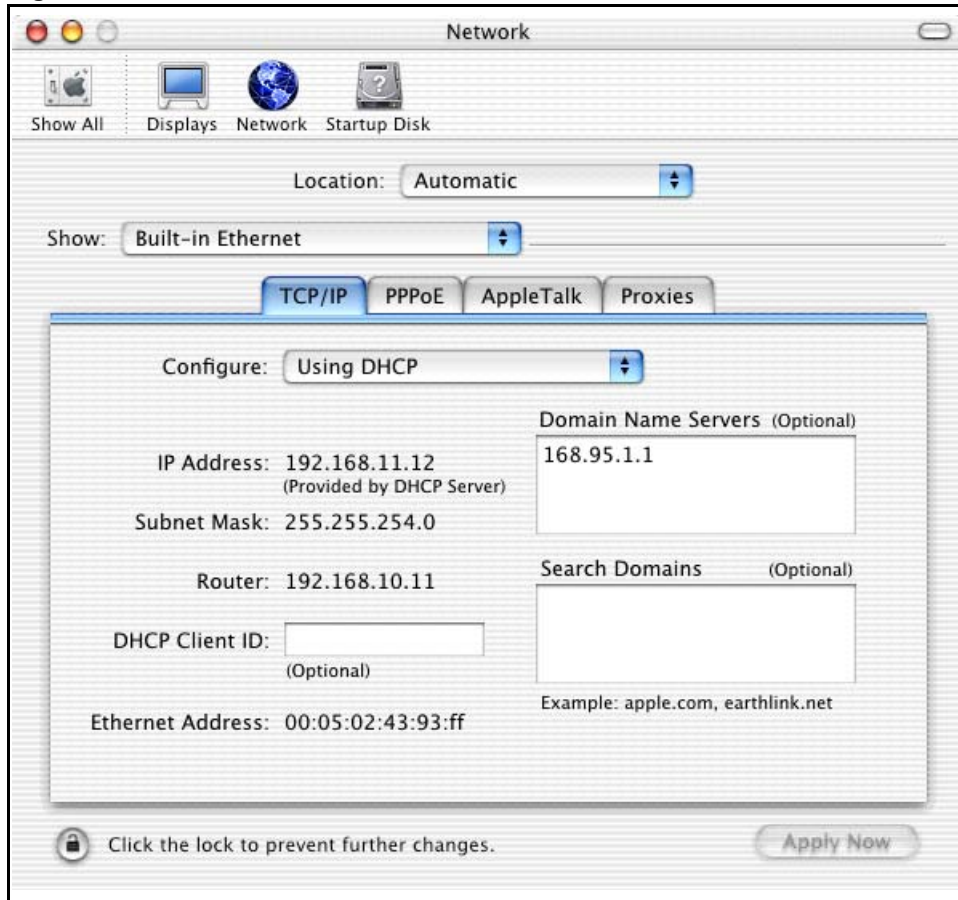 Network
Show All Displays Network Startup Disk
Location: Automatic
Show: Built-in Ethernet
TCP/IP PPPoE AppleTalk Proxies
Configure: Using DHCP
Domain Name Servers (Optional)
168.95.1.1
IP Address: 192.168.11.12
(Provided by DHCP Server)
Subnet Mask: 255.255.254.0
Router: 192.168.10.11
Search Domains (Optional)
DHCP Client ID:
(Optional)
Example: apple.com, earthlink.net
Ethernet Address: 00:05:02:43:93:ff
Click the lock to prevent further changes.
Apply Now